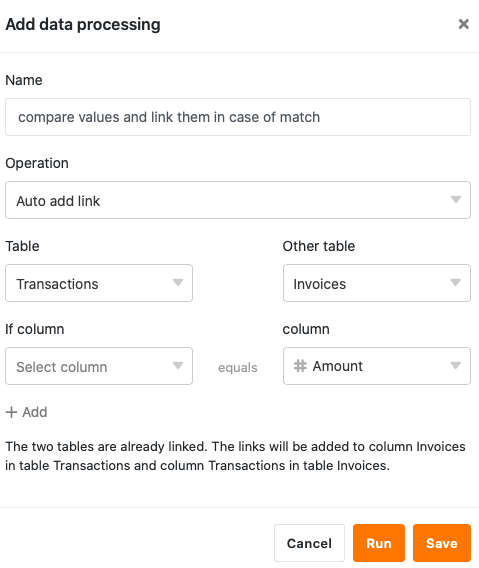 Add data processing ×
Name
compare values and link them in case of match
Operation
Auto add link
Table Other table
Transactions Invoices
If column column
Select column equals # Amount
+ Add
The two tables are already linked. The links will be added to column Invoices
in table Transactions and column Transactions in table Invoices.
Cancel Run Save